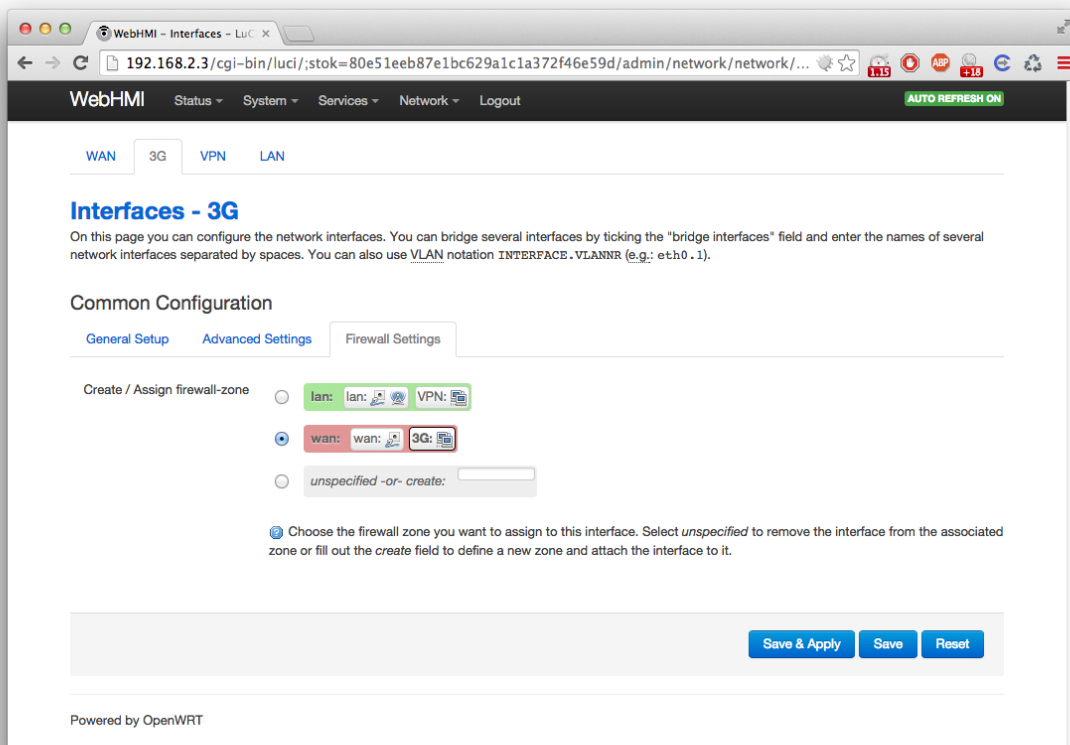 WebHMI - Interfaces - LuC
192.168.2.3/cgi-bin/luci/;stok=80e51eeb87e1bc629a1c1a372f46e59d/admin/network/network/...
1.15
ABP
+18
WebHMI Status System Services Network Logout AUTO REFRESH ON
WAN 3G VPN LAN
Interfaces - 3G
On this page you can configure the network interfaces. You can bridge several interfaces by ticking the "bridge interfaces" field and enter the names of several
network interfaces separated by spaces. You can also use VLAN notation INTERFACE.VLANNR (e.g.: eth0.1).
Common Configuration
General Setup Advanced Settings Firewall Settings
Create / Assign firewall-zone
lan: lan: VPN:
wan: wan: 3G:
unspecified -or- create:
Choose the firewall zone you want to assign to this interface. Select unspecified to remove the interface from the associated
zone or fill out the create field to define a new zone and attach the interface to it.
Save & Apply Save Reset
Powered by OpenWRT